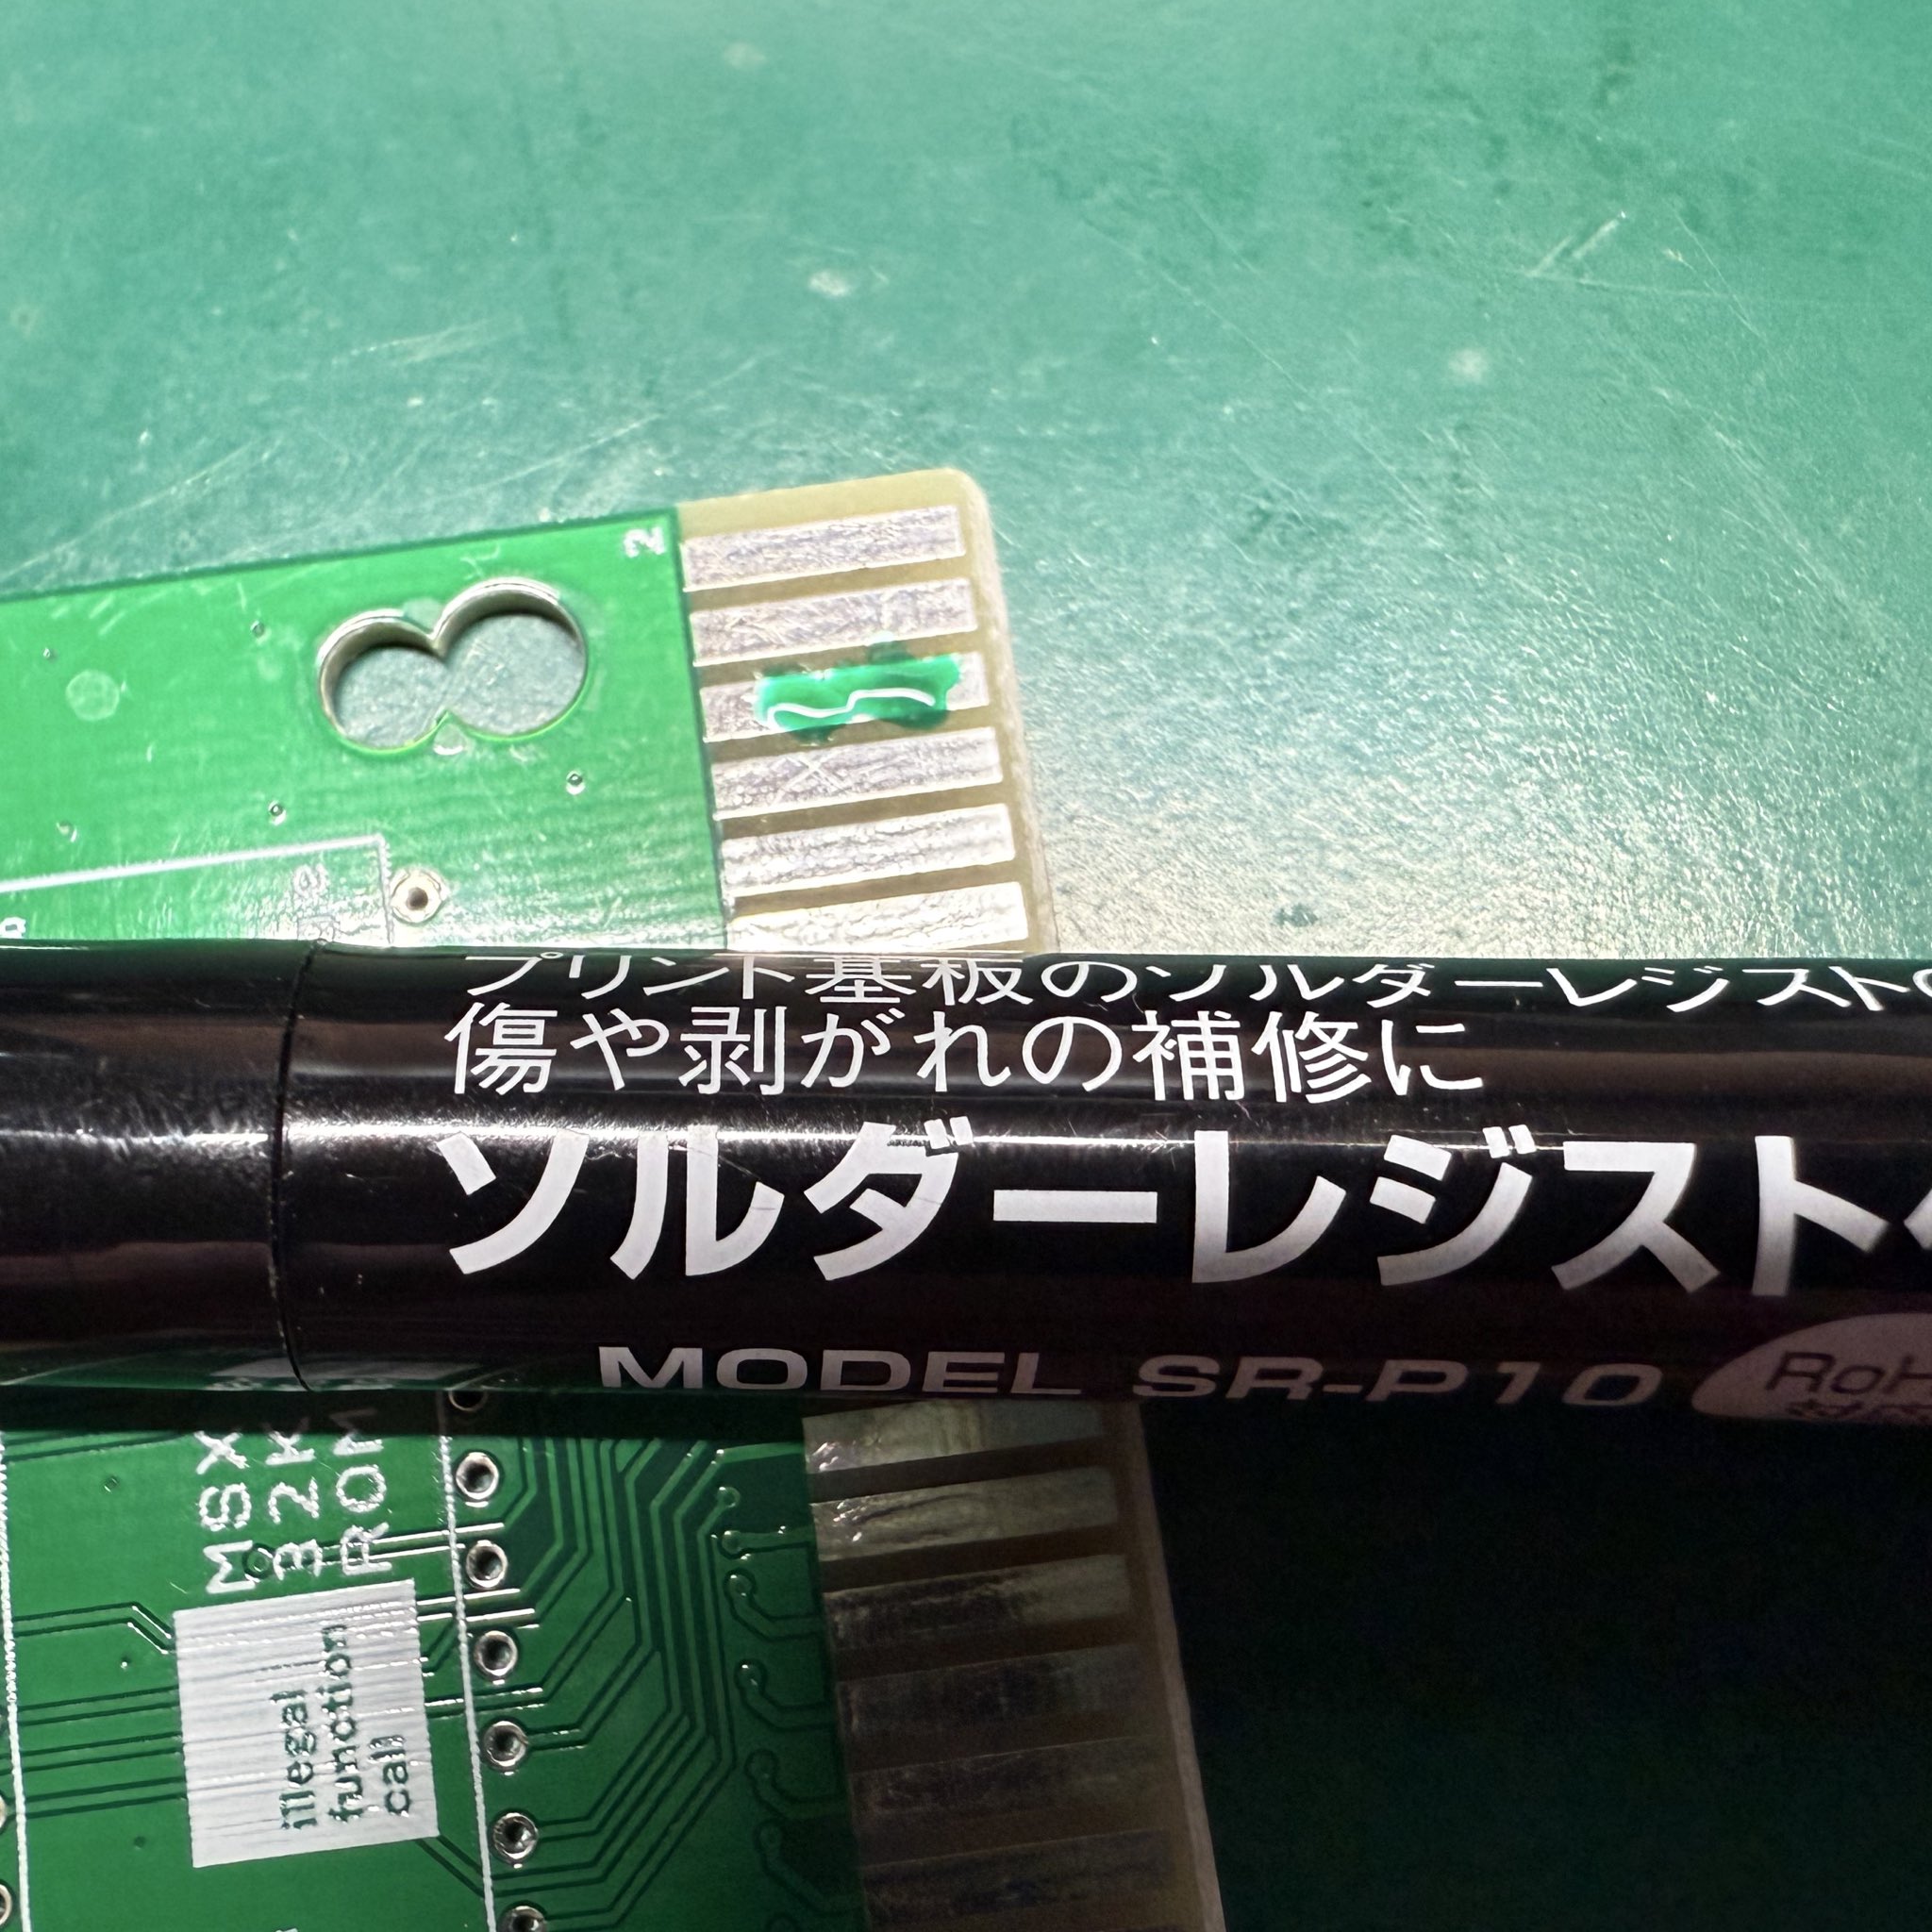 2
プリント基板のソルダーレジストの
傷や剥がれの補修に
ソルダーレジスト
MODEL SR-P10
RoH
MSX
32K
ROM
illegal
function
call